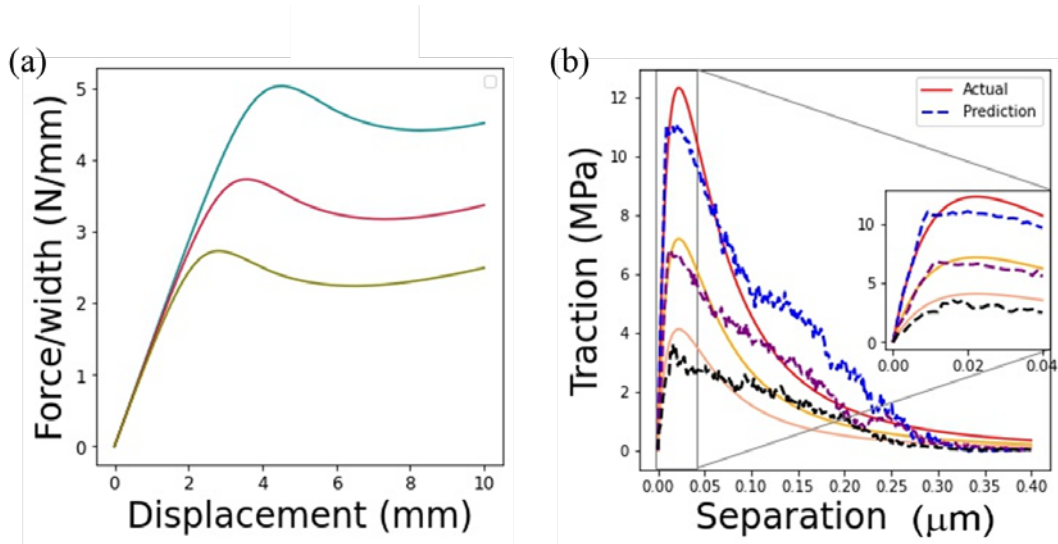 (a)
Force/width (N/mm)
5
4
3
2
1
0
0 2 4 6 8 10
Displacement (mm)
(b)
Traction (MPa)
12
10
8
6
4
2
0
Actual
Prediction
10
5
0
0.00 0.02 0.04
0.00 0.05 0.10 0.15 0.20 0.25 0.30 0.35 0.40
Separation (μm)